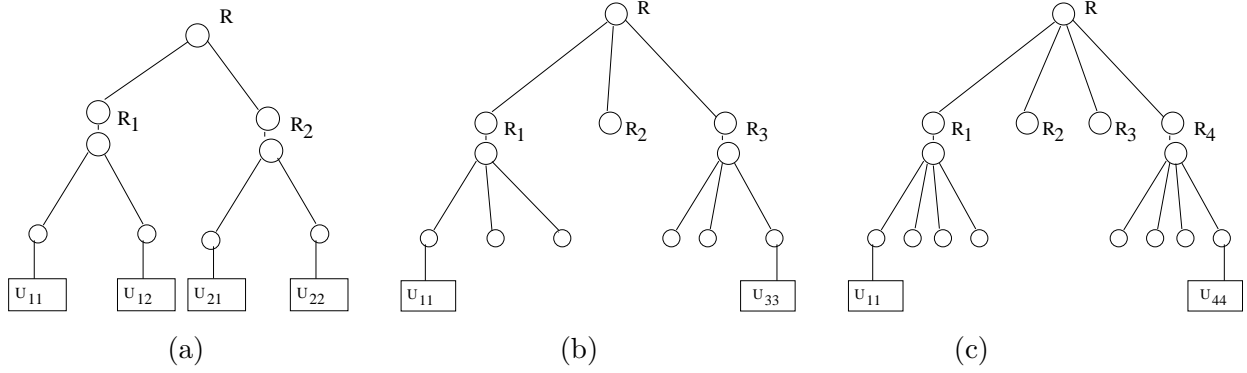 R R R
R1 R2 R1 R2 R3 R1 R2 R3 R4
U11 U12 U21 U22 U11 U33 U11 U44
(a) (b) (c)